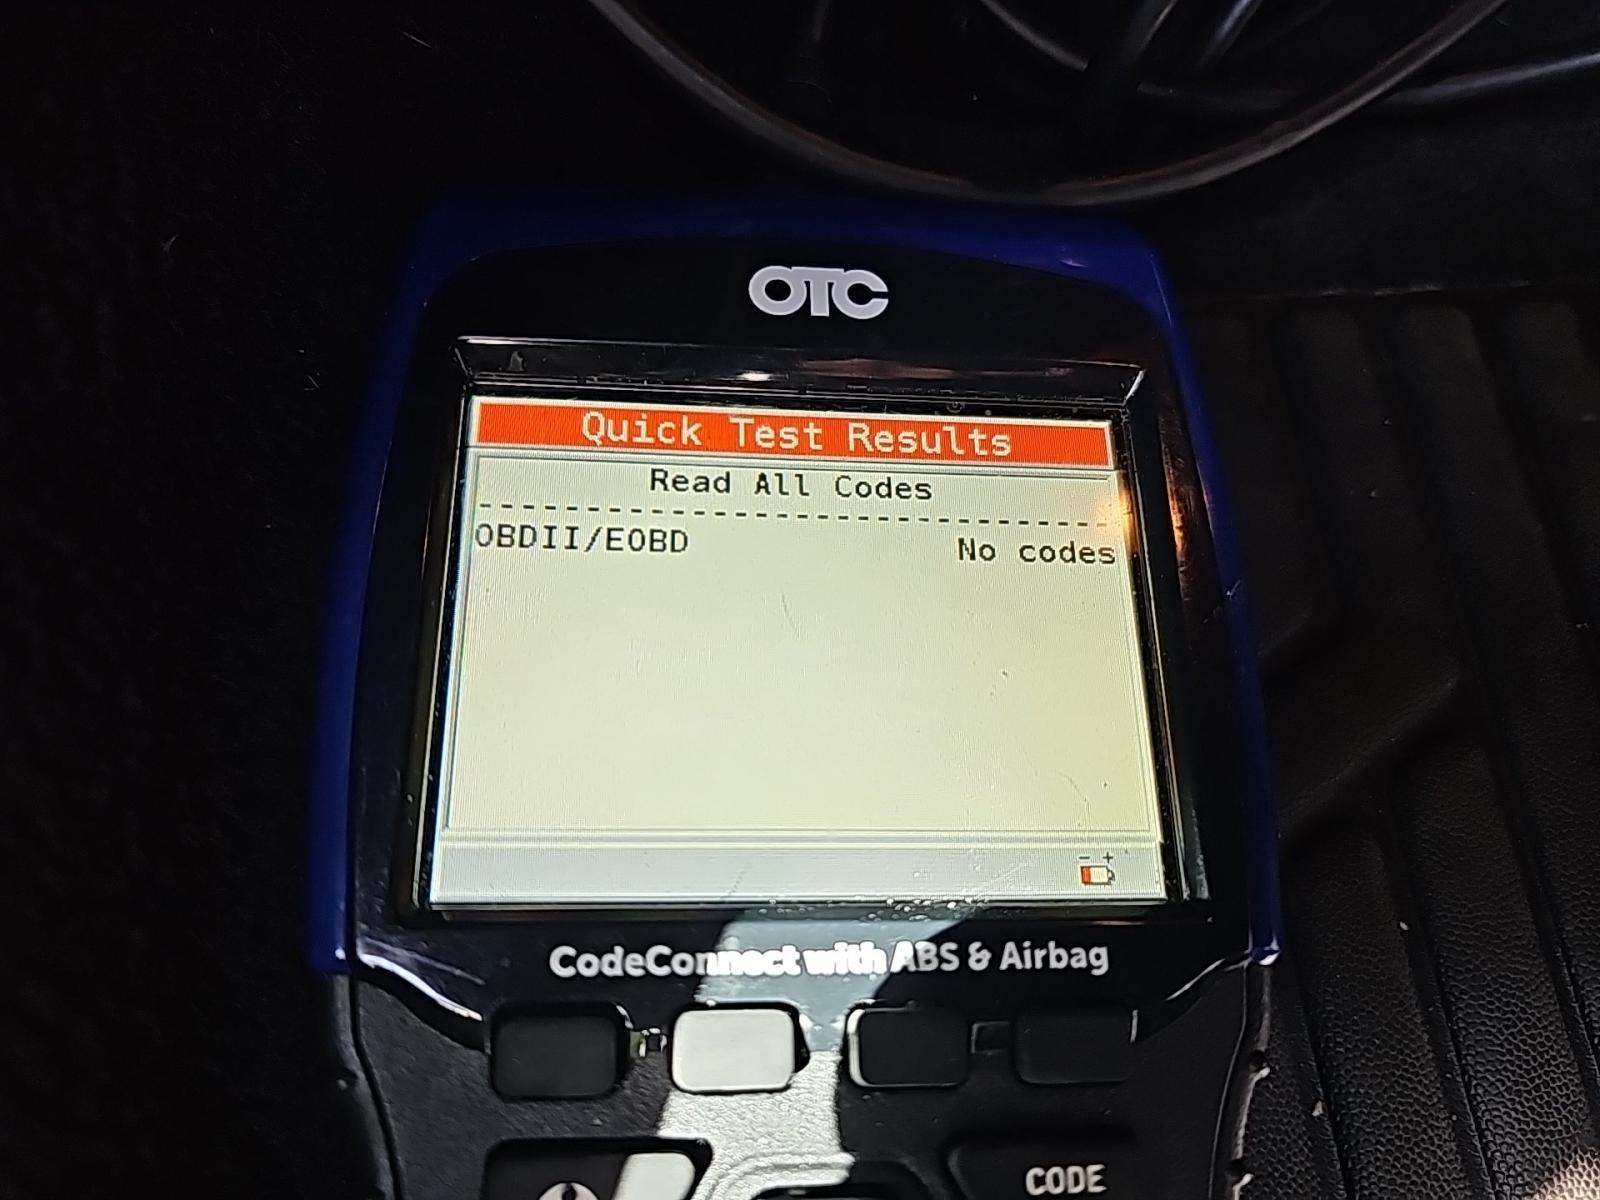 OTC
Quick Test Results
Read All Codes
OBDII/EOBD No codes
CodeConnect with ABS & Airbag
CODE